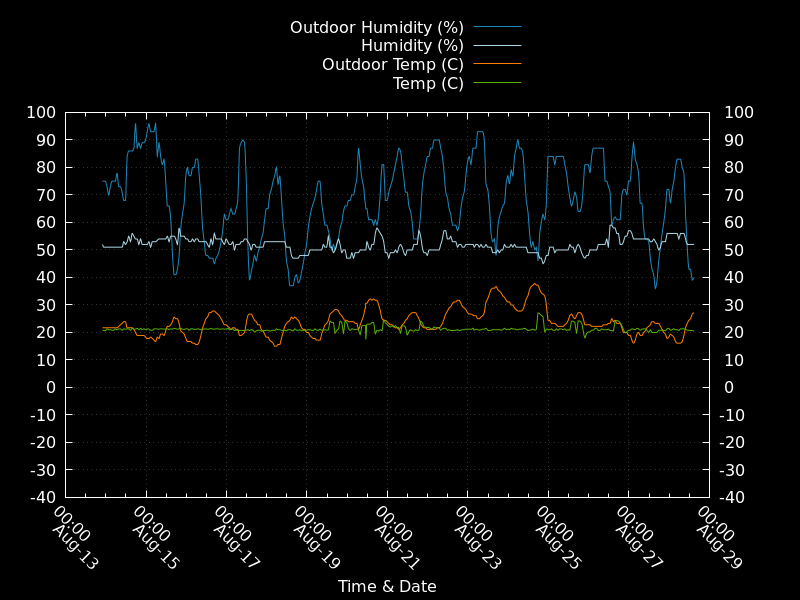 Outdoor Humidity (%)
Humidity (%)
Outdoor Temp (C)
Temp (C)
100 100
90 90
80 80
70 70
60 60
50 50
40 40
30 30
20 20
10 10
0 0
-10 -10
-20 -20
-30 -30
-40 -40
00:00
Aug-13
00:00
Aug-15
00:00
Aug-17
00:00
Aug-19
00:00
Aug-21
00:00
Aug-23
00:00
Aug-25
00:00
Aug-27
00:00
Aug-29
Time & Date